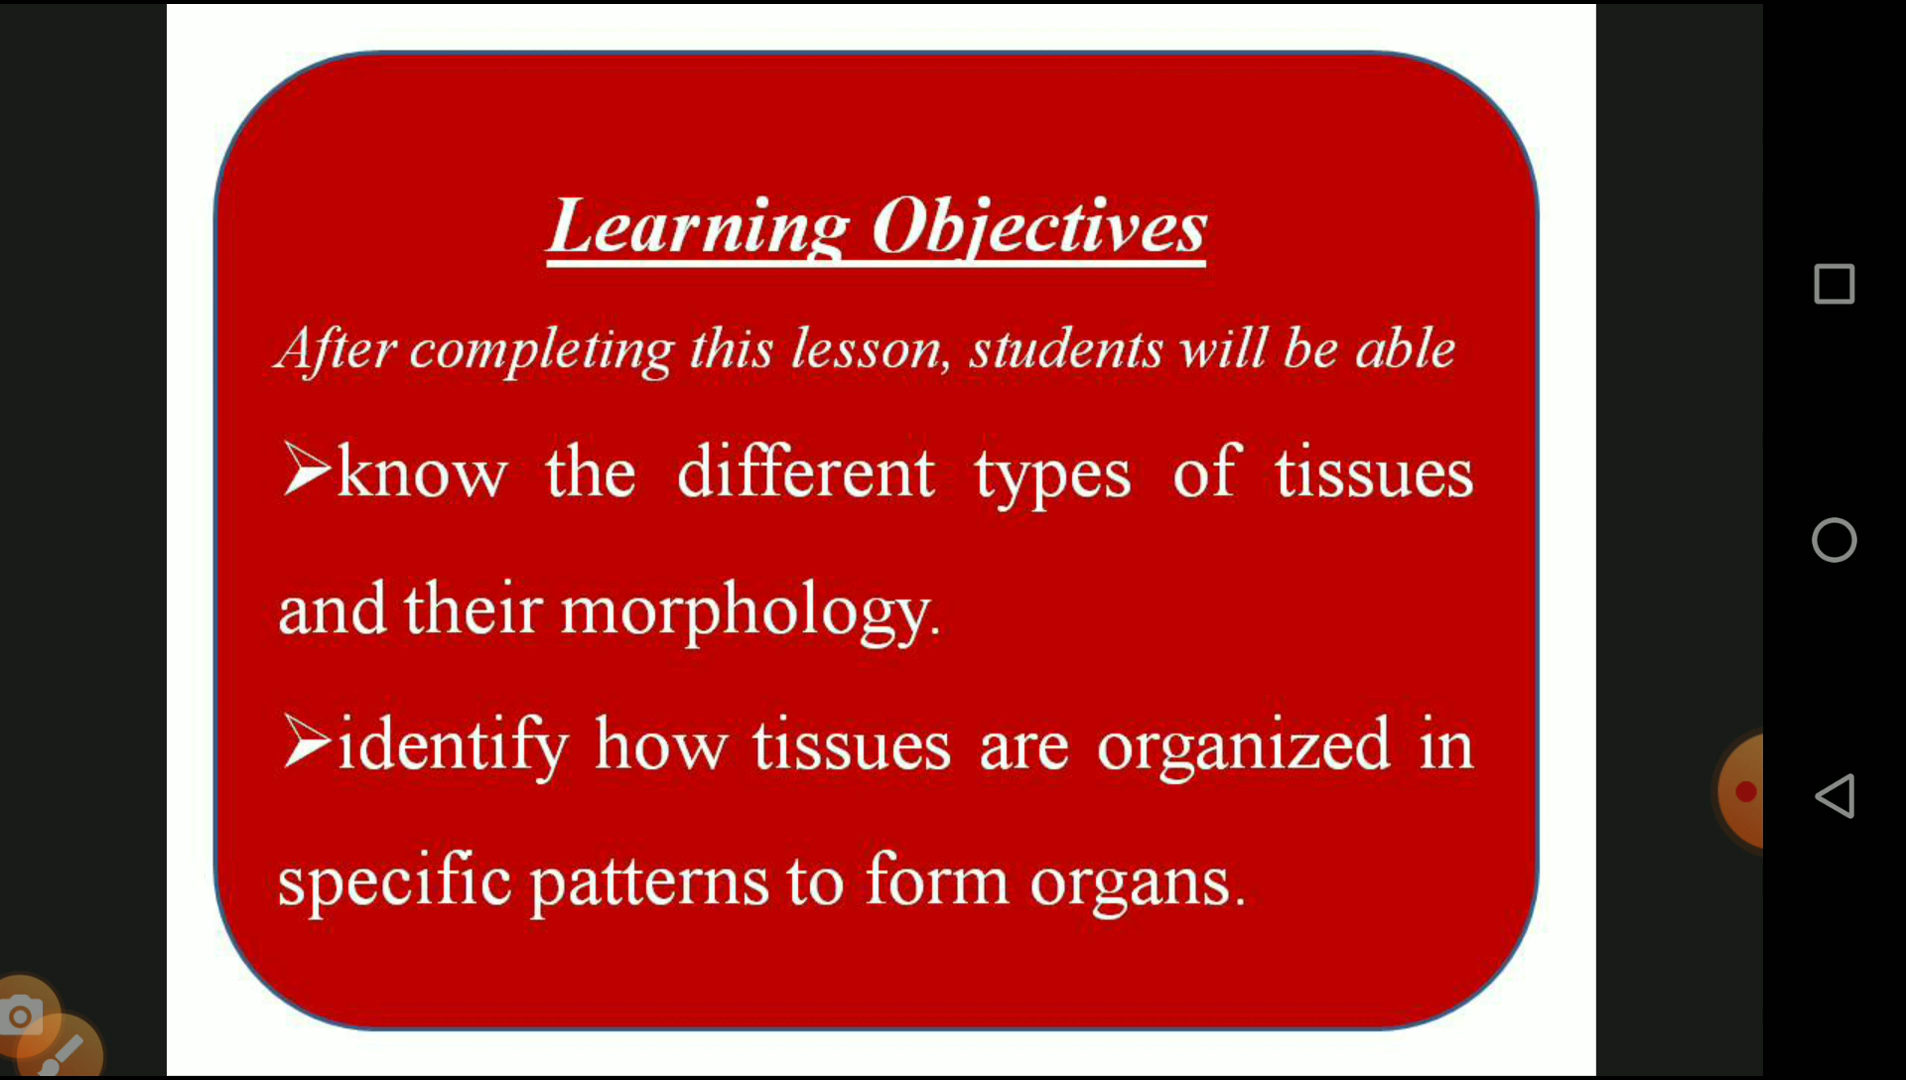 Learning Objectives
After completing this lesson, students will be able
➢know the different types of tissues
and their morphology.
➢identify how tissues are organized in
specific patterns to form organs.